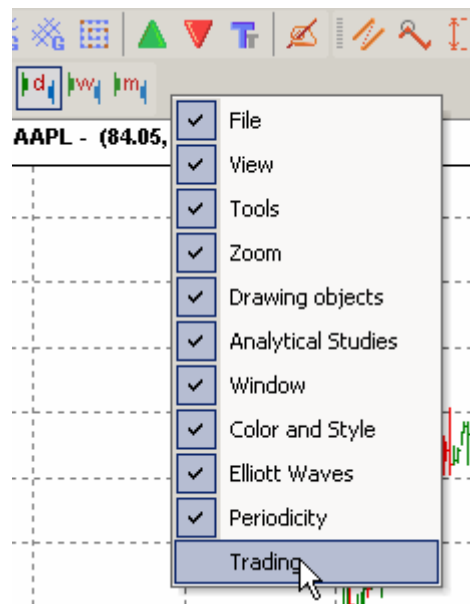 G
G
Tr
d
w
m
AAPL - (84.05,
File
View
Tools
Zoom
Drawing objects
Analytical Studies
Window
Color and Style
Elliott Waves
Periodicity
Trading